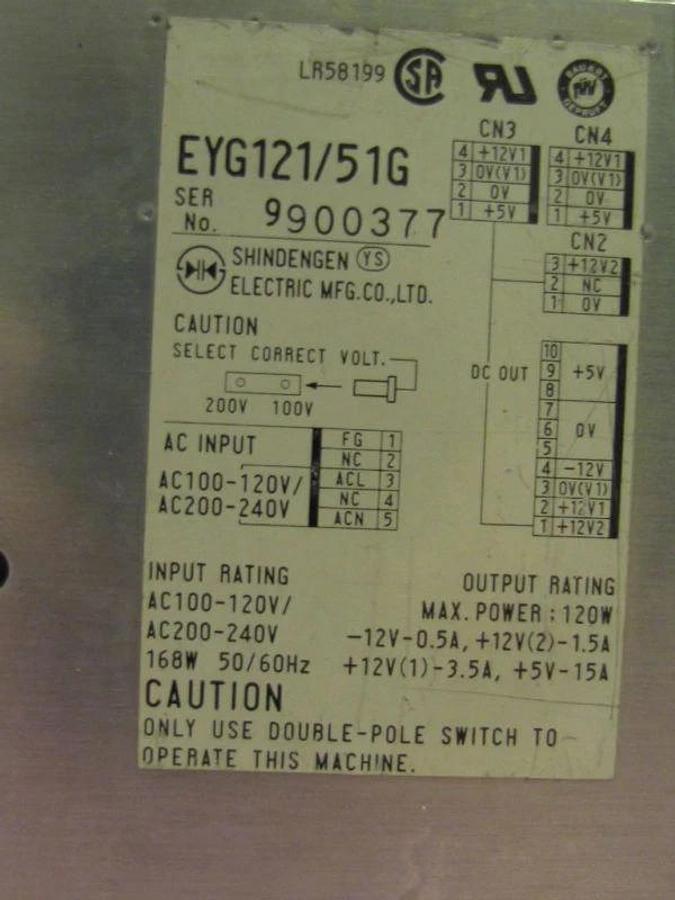 LR58199 SA
BAUART
TÜV
GEPRÜFT
CN3
4 +12V1
3 0V(V1)
2 0V
1 +5V
CN4
4 +12V1
3 0V(V1)
2 0V
1 +5V
EYG121/51G
SER
No. 9900377
CN2
3 +12V2
2 NC
1 0V
SHINDENGEN YS
ELECTRIC MFG.CO.,LTD.
CAUTION
SELECT CORRECT VOLT.
200V 100V
DC OUT
10
9 +5V
8
7
6 0V
5
4 -12V
3 0V(V1)
2 +12V1
1 +12V2
AC INPUT
AC100-120V/
AC200-240V
FG 1
NC 2
ACL 3
NC 4
ACN 5
INPUT RATING
AC100-120V/
AC200-240V
168W 50/60Hz
OUTPUT RATING
MAX. POWER : 120W
-12V-0.5A, +12V(2)-1.5A
+12V(1)-3.5A, +5V-15A
CAUTION
ONLY USE DOUBLE-POLE SWITCH TO
OPERATE THIS MACHINE.